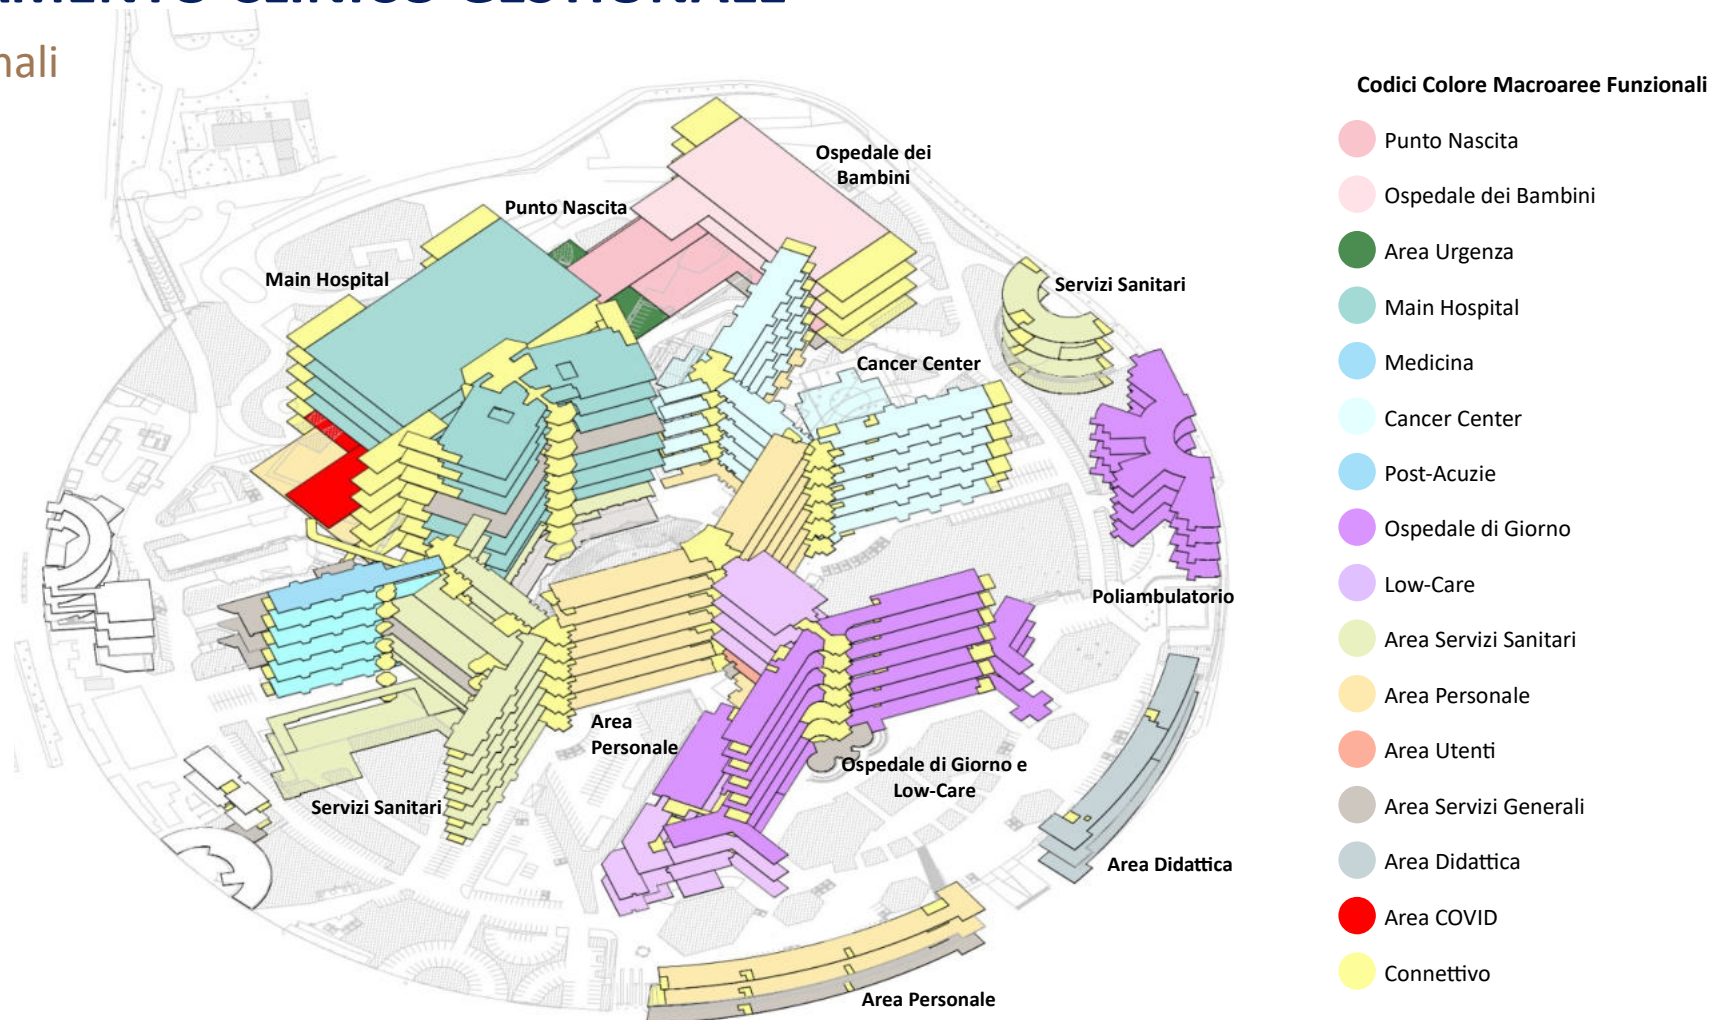 nali
Codici Colore Macroaree Funzionali
Punto Nascita
Ospedale dei Bambini
Area Urgenza
Main Hospital
Medicina
Cancer Center
Post-Acuzie
Ospedale di Giorno
Low-Care
Area Servizi Sanitari
Area Personale
Area Utenti
Area Servizi Generali
Area Didattica
Area COVID
Connettivo
Ospedale dei
Bambini
Punto Nascita
Main Hospital
Servizi Sanitari
Cancer Center
Poliambulatorio
Area
Personale
Ospedale di Giorno e
Low-Care
Servizi Sanitari
Area Didattica
Area Personale